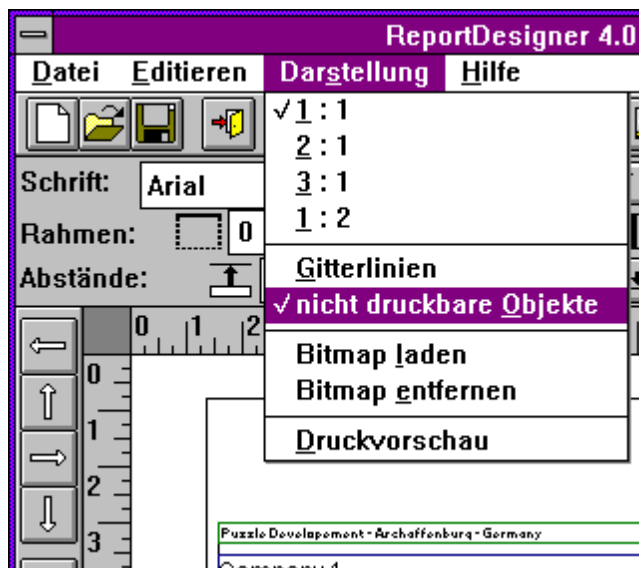 ReportDesigner 4.0
Datei Editieren Darstellung Hilfe
√ 1 : 1
2 : 1
3 : 1
1 : 2
Schrift: Arial
Rahmen: 0
Abstände:
Gitterlinien
√ nicht druckbare Objekte
Bitmap laden
Bitmap entfernen
Druckvorschau
0 1 2
0
1
2
3
Puzzle Development - Aschaffenburg - Germany